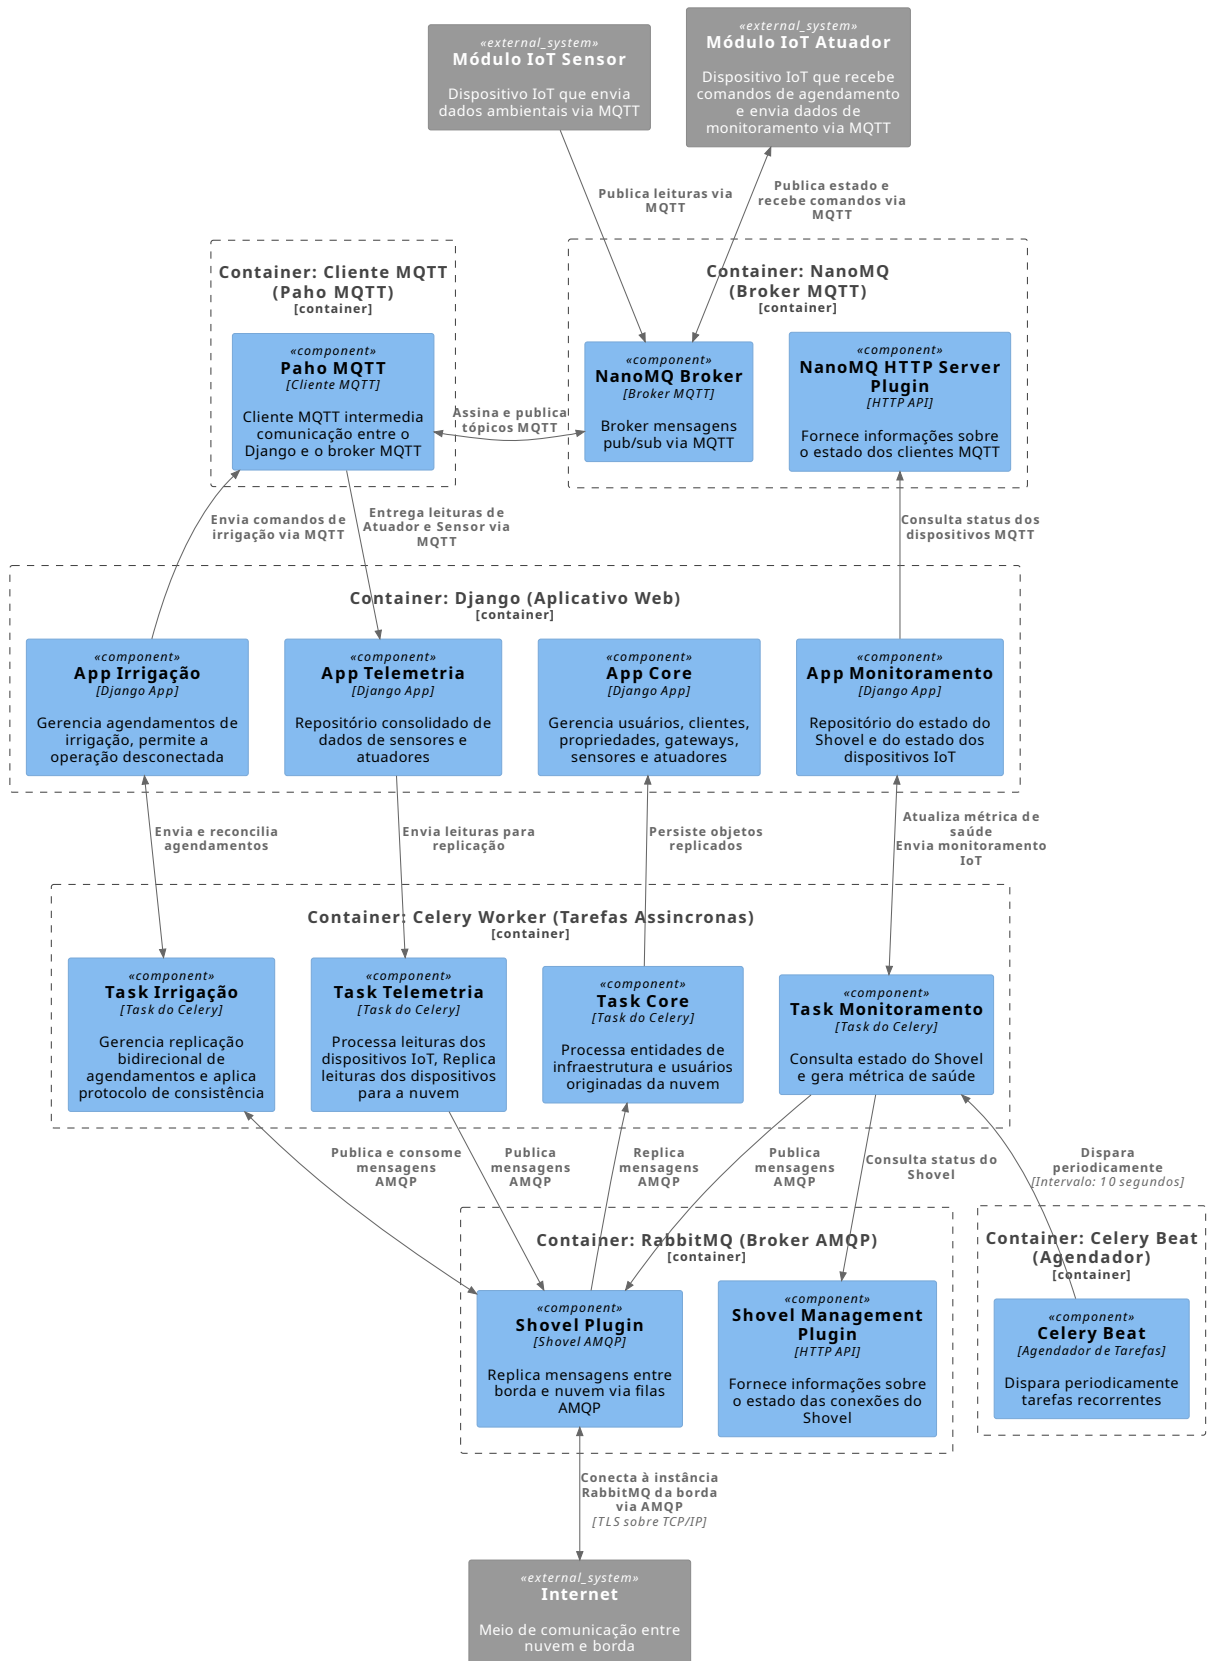 «external_system»
Módulo IoT Sensor
Dispositivo IoT que envia
dados ambientais via MQTT
«external_system»
Módulo IoT Atuador
Dispositivo IoT que recebe
comandos de agendamento
e envia dados de
monitoramento via MQTT
Publica leituras via
MQTT
Publica estado e
recebe comandos via
MQTT
Container: Cliente MQTT
(Paho MQTT)
[container]
«component»
Paho MQTT
[Cliente MQTT]
Cliente MQTT intermedia
comunicação entre o
Django e o broker MQTT
Assina e publica
tópicos MQTT
Container: NanoMQ
(Broker MQTT)
[container]
«component»
NanoMQ Broker
[Broker MQTT]
Broker mensagens
pub/sub via MQTT
«component»
NanoMQ HTTP Server
Plugin
[HTTP API]
Fornece informações sobre
o estado dos clientes MQTT
Envia comandos de
irrigação via MQTT
Entrega leituras de
Atuador e Sensor via
MQTT
Consulta status dos
dispositivos MQTT
Container: Django (Aplicativo Web)
[container]
«component»
App Irrigação
[Django App]
Gerencia agendamentos de
irrigação, permite a
operação desconectada
«component»
App Telemetria
[Django App]
Repositório consolidado de
dados de sensores e
atuadores
«component»
App Core
[Django App]
Gerencia usuários, clientes,
propriedades, gateways,
sensores e atuadores
«component»
App Monitoramento
[Django App]
Repositório do estado do
Shovel e do estado dos
dispositivos IoT
Envia e reconcilia
agendamentos
Envia leituras para
replicação
Persiste objetos
replicados
Atualiza métrica de
saúde
Envia monitoramento
IoT
Container: Celery Worker (Tarefas Assincronas)
[container]
«component»
Task Irrigação
[Task do Celery]
Gerencia replicação
bidirecional de
agendamentos e aplica
protocolo de consistência
«component»
Task Telemetria
[Task do Celery]
Processa leituras dos
dispositivos IoT, Replica
leituras dos dispositivos
para a nuvem
«component»
Task Core
[Task do Celery]
Processa entidades de
infraestrutura e usuários
originadas da nuvem
«component»
Task Monitoramento
[Task do Celery]
Consulta estado do Shovel
e gera métrica de saúde
Publica e consome
mensagens
AMQP
Publica
mensagens
AMQP
Replica
mensagens
AMQP
Publica
mensagens
AMQP
Consulta status do
Shovel
Dispara
periodicamente
[Intervalo: 10 segundos]
Container: RabbitMQ (Broker AMQP)
[container]
«component»
Shovel Plugin
[Shovel AMQP]
Replica mensagens entre
borda e nuvem via filas
AMQP
«component»
Shovel Management
Plugin
[HTTP API]
Fornece informações sobre
o estado das conexões do
Shovel
Container: Celery Beat
(Agendador)
[container]
«component»
Celery Beat
[Agendador de Tarefas]
Dispara periodicamente
tarefas recorrentes
Conecta à instância
RabbitMQ da borda
via AMQP
[TLS sobre TCP/IP]
«external_system»
Internet
Meio de comunicação entre
nuvem e borda